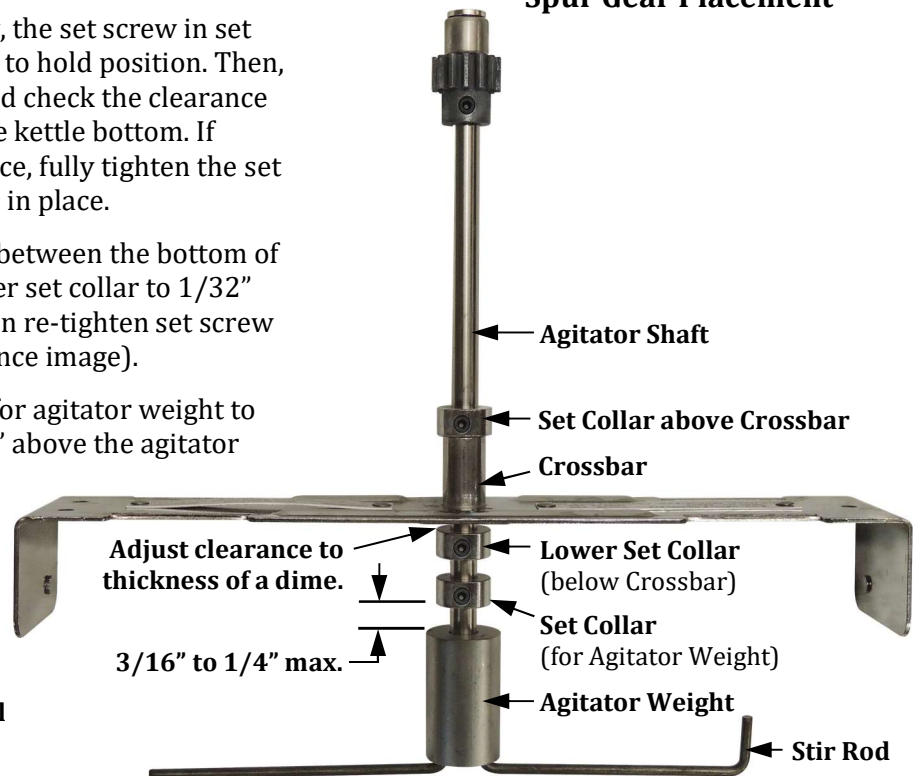 Spur Gear Placement
, the set screw in set
to hold position. Then,
d check the clearance
e kettle bottom. If
ce, fully tighten the set
in place.
between the bottom of
er set collar to 1/32”
n re-tighten set screw
nce image).
for agitator weight to
” above the agitator
Agitator Shaft
Set Collar above Crossbar
Crossbar
Adjust clearance to
thickness of a dime.
Lower Set Collar
(below Crossbar)
Set Collar
(for Agitator Weight)
3/16” to 1/4” max.
Agitator Weight
Stir Rod